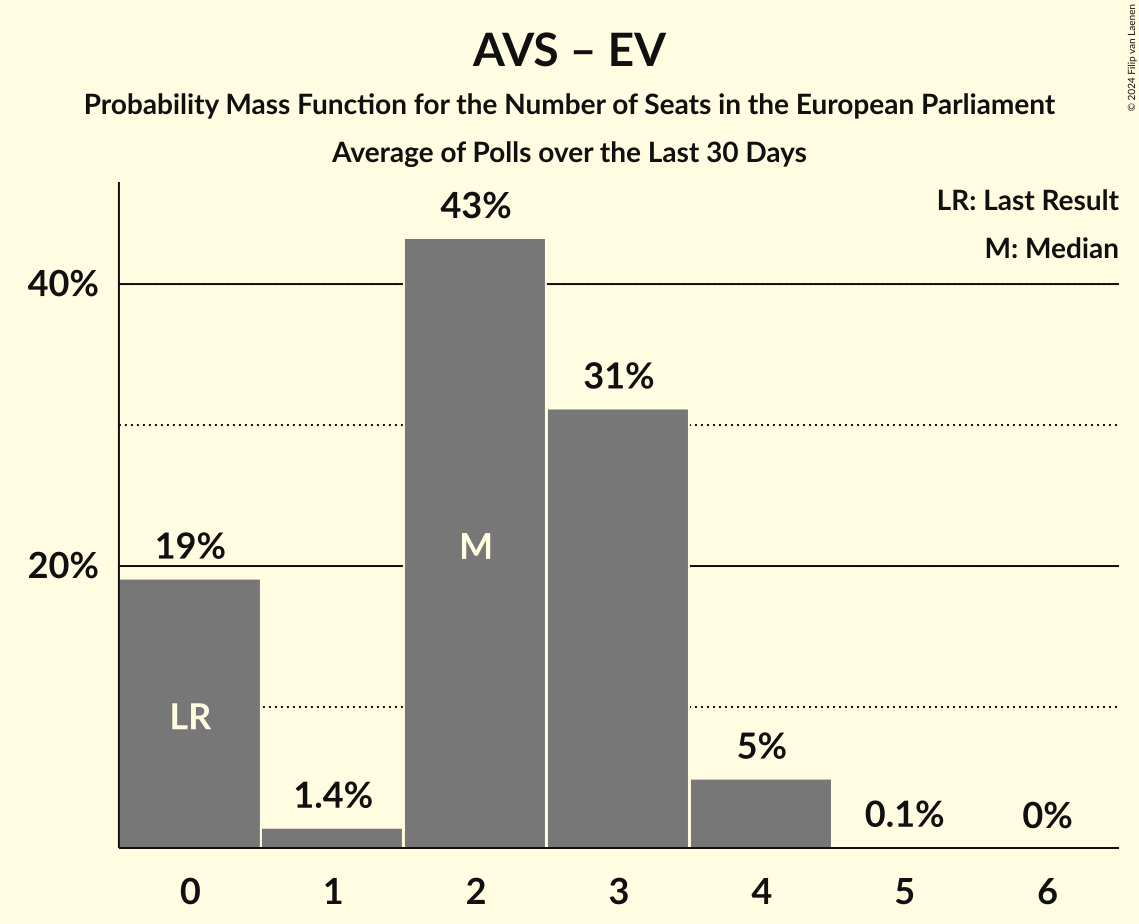 AVS – EV
Probability Mass Function for the Number of Seats in the European Parliament
Average of Polls over the Last 30 Days
© 2024 Filip van Laenen
LR: Last Result
M: Median
43%
40%
31%
19%
M
20%
LR
5%
1.4%
0.1%
0%
0 1 2 3 4 5 6